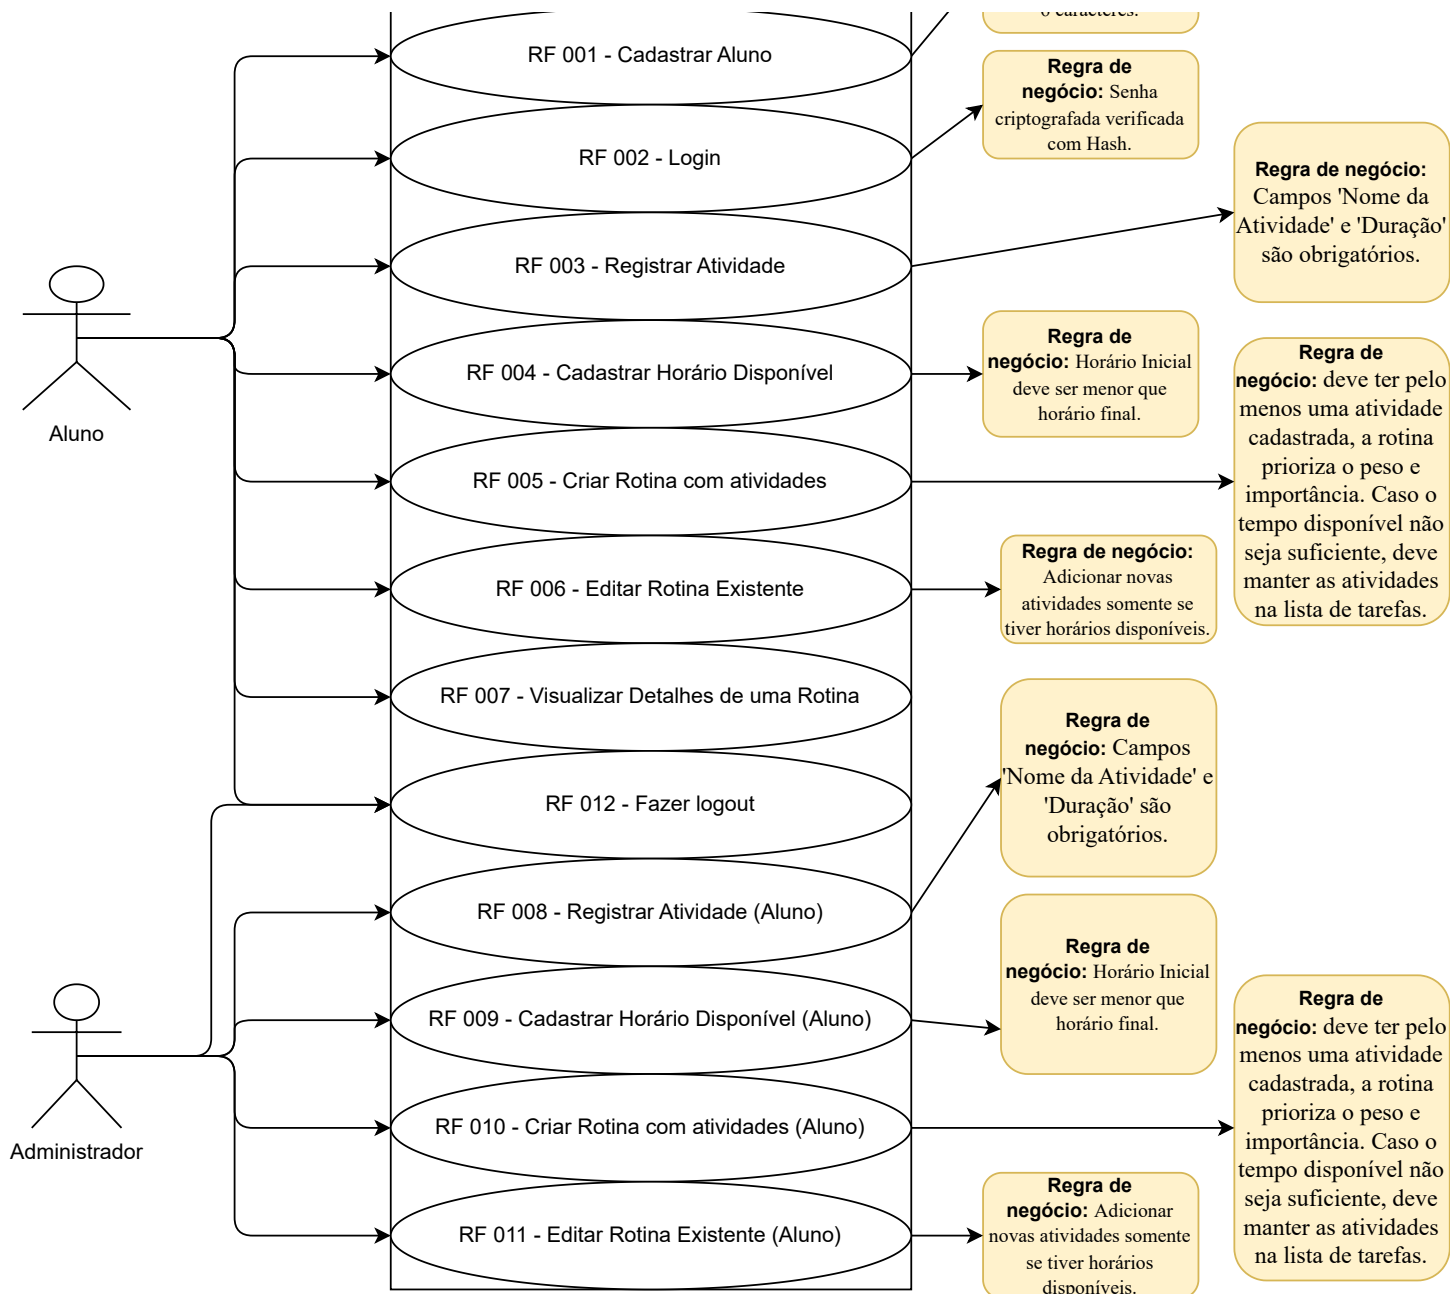 o caracteres.
RF 001 - Cadastrar Aluno
Regra de
negócio: Senha
criptografada verificada
com Hash.
RF 002 - Login
Regra de negócio:
Campos 'Nome da
Atividade' e 'Duração'
são obrigatórios.
RF 003 - Registrar Atividade
Regra de
negócio: Horário Inicial
deve ser menor que
horário final.
RF 004 - Cadastrar Horário Disponível
Regra de
negócio: deve ter pelo
menos uma atividade
cadastrada, a rotina
prioriza o peso e
importância. Caso o
tempo disponível não
seja suficiente, deve
manter as atividades
na lista de tarefas.
Aluno
RF 005 - Criar Rotina com atividades
Regra de negócio:
Adicionar novas
atividades somente se
tiver horários disponíveis.
RF 006 - Editar Rotina Existente
RF 007 - Visualizar Detalhes de uma Rotina
Regra de
negócio: Campos
'Nome da Atividade' e
'Duração' são
obrigatórios.
RF 012 - Fazer logout
RF 008 - Registrar Atividade (Aluno)
Regra de
negócio: Horário Inicial
deve ser menor que
horário final.
RF 009 - Cadastrar Horário Disponível (Aluno)
Regra de
negócio: deve ter pelo
menos uma atividade
cadastrada, a rotina
prioriza o peso e
importância. Caso o
tempo disponível não
seja suficiente, deve
manter as atividades
na lista de tarefas.
RF 010 - Criar Rotina com atividades (Aluno)
Administrador
Regra de
negócio: Adicionar
novas atividades somente
se tiver horários
disponíveis.
RF 011 - Editar Rotina Existente (Aluno)